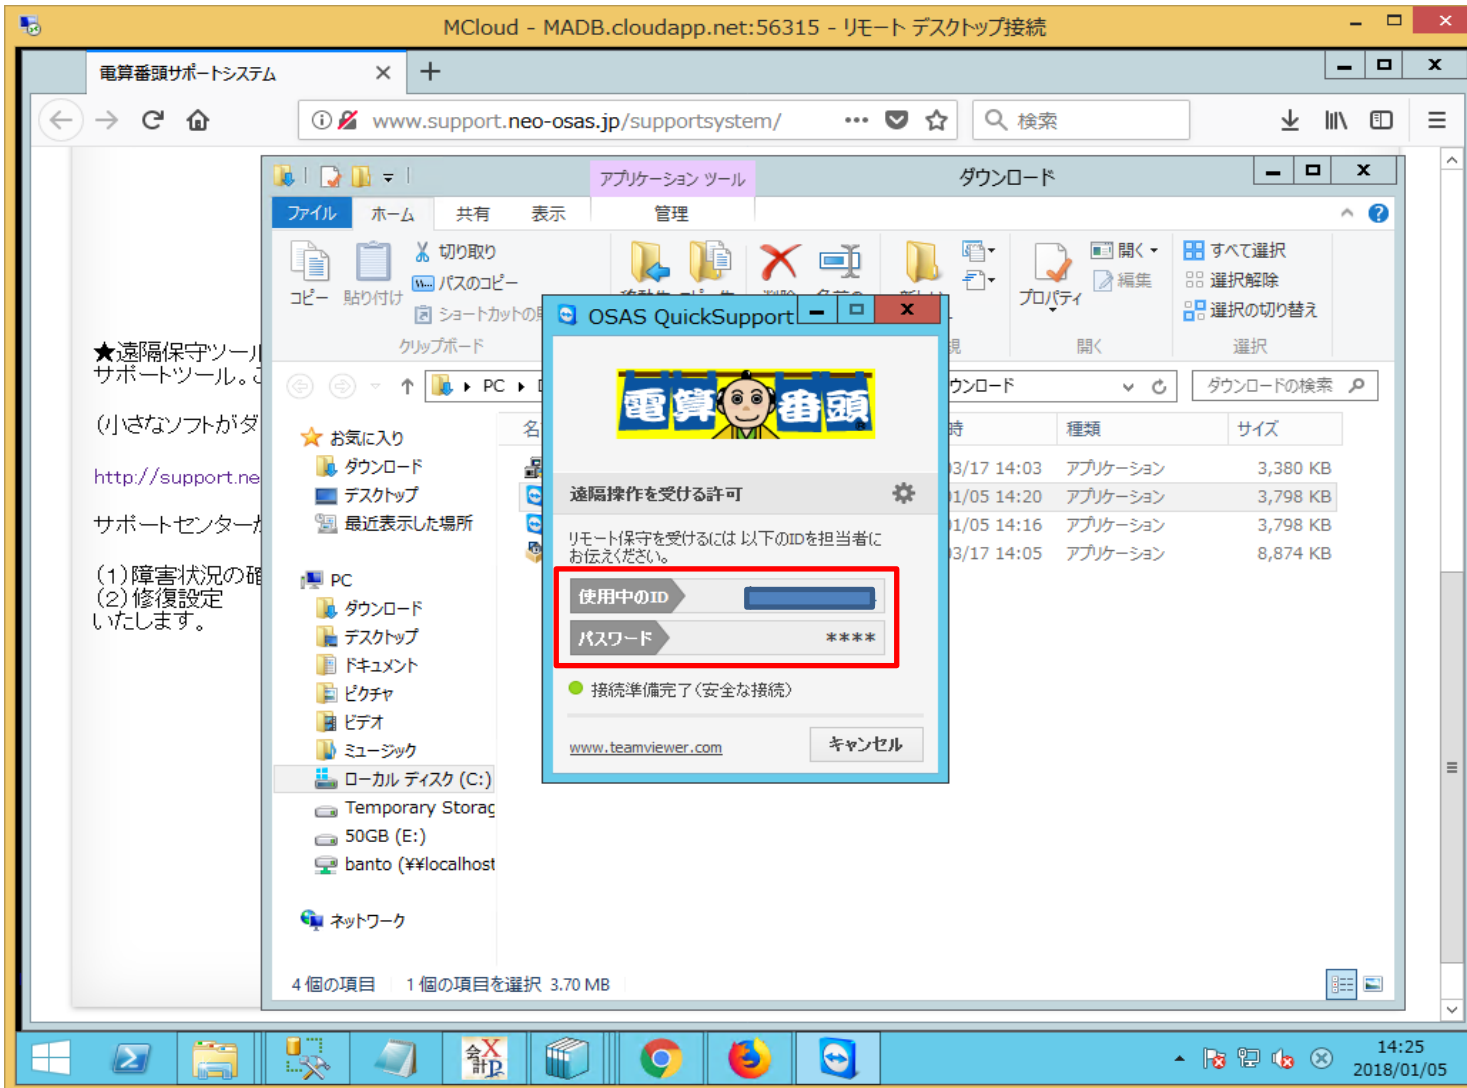 MCloud - MADB.cloudapp.net:56315 - リモート デスクトップ接続
電算番頭サポートシステム
www.support.neo-osas.jp/supportsystem/
検索
アプリケーション ツール
ダウンロード
ファイル ホーム 共有 表示 管理
コピー
貼り付け
切り取り
パスのコピー
ショートカットの
クリップボード
プロパティ
開く
編集
開く
すべて選択
選択解除
選択の切り替え
選択
★遠隔保守ツール
サポートツール。
(小さなソフトがダ
http://support.ne
サポートセンターが
(1)障害状況の確
(2)修復設定
いたします。
PC
ウンロード
ダウンロードの検索
名
時
種類
サイズ
03/17 14:03 アプリケーション 3,380 KB
01/05 14:20 アプリケーション 3,798 KB
01/05 14:16 アプリケーション 3,798 KB
03/17 14:05 アプリケーション 8,874 KB
お気に入り
ダウンロード
デスクトップ
最近表示した場所
PC
ダウンロード
デスクトップ
ドキュメント
ピクチャ
ビデオ
ミュージック
ローカル ディスク (C:)
Temporary Storag
50GB (E:)
banto (¥¥localhost
ネットワーク
4 個の項目 1 個の項目を選択 3.70 MB
OSAS QuickSupport
電算番頭
遠隔操作を受ける許可
リモート保守を受けるには以下のIDを担当者に
お伝えください。
使用中のID
パスワード ****
接続準備完了(安全な接続)
www.teamviewer.com
キャンセル
14:25
2018/01/05